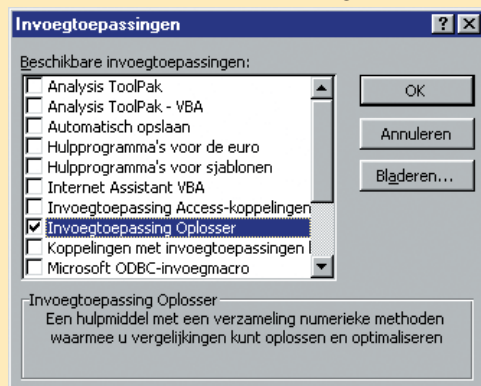 Invoegtoepassingen
Beschikbare invoegtoepassingen:
Analysis ToolPak
Analysis ToolPak - VBA
Automatisch opslaan
Hulpprogramma's voor de euro
Hulpprogramma's voor sjablonen
Internet Assistant VBA
Invoegtoepassing Access-koppelingen
Invoegtoepassing Oplosser
Koppelingen met invoegtoepassingen
Microsoft ODBC-invoegmacro
OK
Annuleren
Bladeren...
Invoegtoepassing Oplosser
Een hulpmiddel met een verzameling numerieke methoden
waarmee u vergelijkingen kunt oplossen en optimaliseren